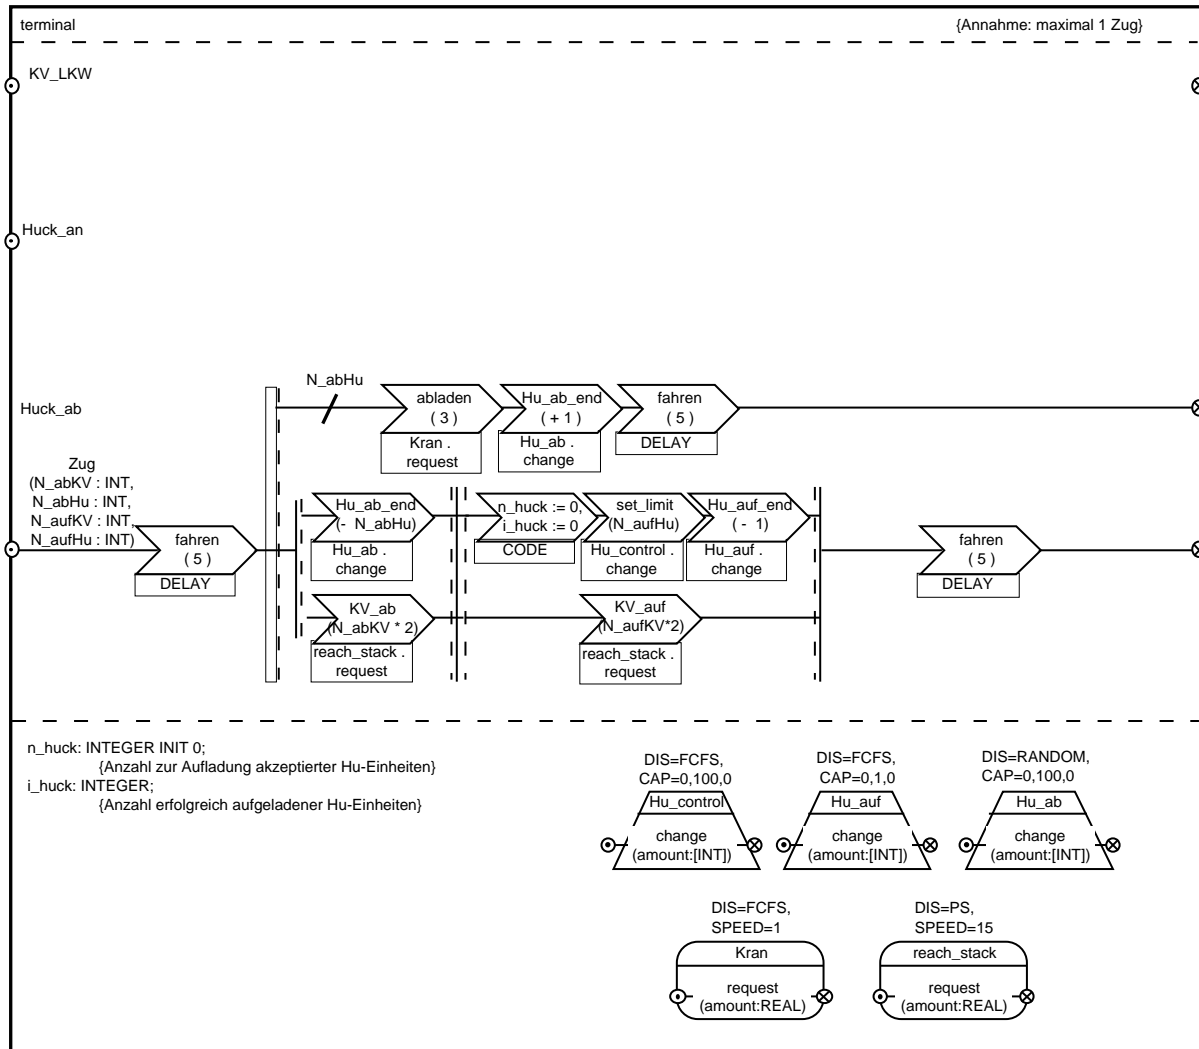 terminal
{Annahme: maximal 1 Zug}
KV_LKW
Huck_an
N_abHu
Huck_ab
abladen
( 3 )
Kran .
request
Hu_ab_end
( + 1 )
Hu_ab .
change
fahren
( 5 )
DELAY
Zug
(N_abKV : INT,
N_abHu : INT,
N_aufKV : INT,
N_aufHu : INT)
fahren
( 5 )
DELAY
Hu_ab_end
(- N_abHu)
Hu_ab .
change
n_huck := 0,
i_huck := 0
CODE
set_limit
(N_aufHu)
Hu_control .
change
Hu_auf_end
( - 1)
Hu_auf .
change
fahren
( 5 )
DELAY
KV_ab
(N_abKV * 2)
reach_stack .
request
KV_auf
(N_aufKV*2)
reach_stack .
request
n_huck: INTEGER INIT 0;
{Anzahl zur Aufladung akzeptierter Hu-Einheiten}
i_huck: INTEGER;
{Anzahl erfolgreich aufgeladener Hu-Einheiten}
DIS=FCFS,
CAP=0,100,0
Hu_control
change
(amount:[INT])
DIS=FCFS,
CAP=0,1,0
Hu_auf
change
(amount:[INT])
DIS=RANDOM,
CAP=0,100,0
Hu_ab
change
(amount:[INT])
DIS=FCFS,
SPEED=1
Kran
request
(amount:REAL)
DIS=PS,
SPEED=15
reach_stack
request
(amount:REAL)